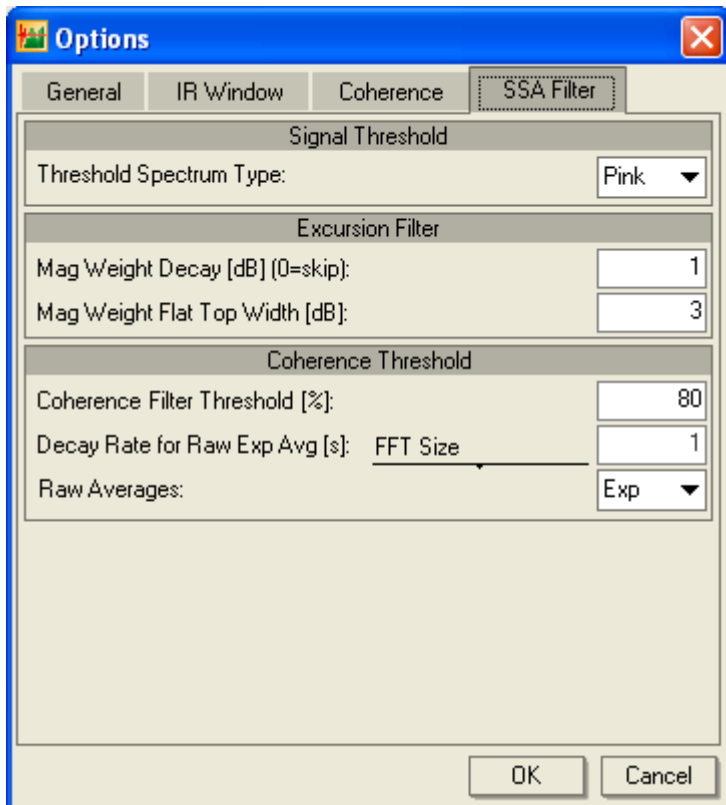 Options
General IR Window Coherence SSA Filter
Signal Threshold
Threshold Spectrum Type: Pink
Excursion Filter
Mag Weight Decay [dB] (0=skip): 1
Mag Weight Flat Top Width [dB]: 3
Coherence Threshold
Coherence Filter Threshold [%]: 80
Decay Rate for Raw Exp Avg [s]: FFT Size 1
Raw Averages: Exp
OK Cancel